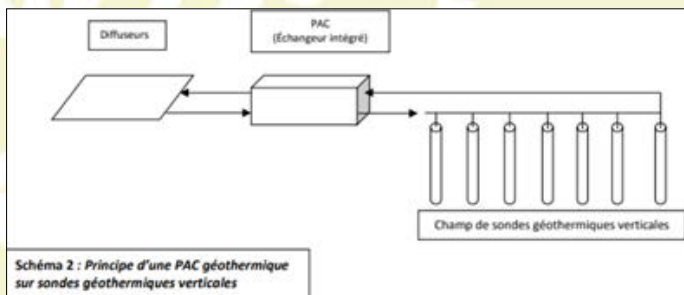 Diffuseurs
PAC
(Échangeur intégré)
Champ de sondes géothermiques verticales
Schéma 2 : Principe d'une PAC géothermique
sur sondes géothermiques verticales